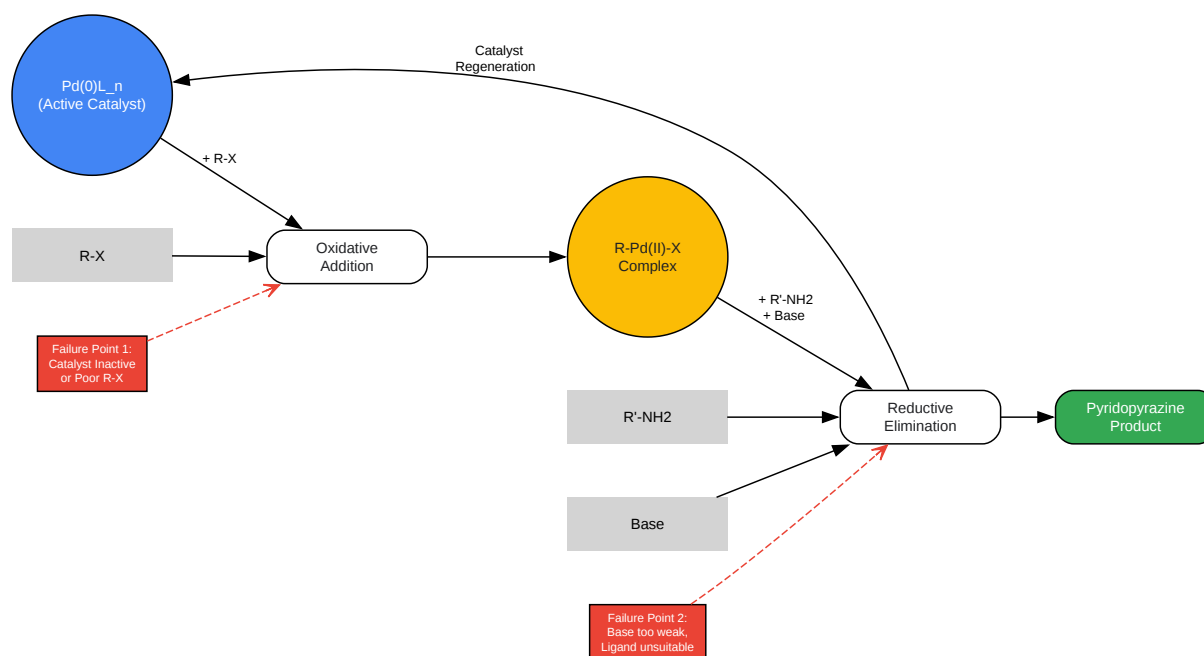 Catalyst
Regeneration
Pd(0)L_n
(Active Catalyst)
+ R-X
R-X
Oxidative
Addition
R-Pd(II)-X
Complex
+ R'-NH2
+ Base
Failure Point 1:
Catalyst Inactive
or Poor R-X
R'-NH2
Reductive
Elimination
Pyridopyrazine
Product
Base
Failure Point 2:
Base too weak,
Ligand unsuitable